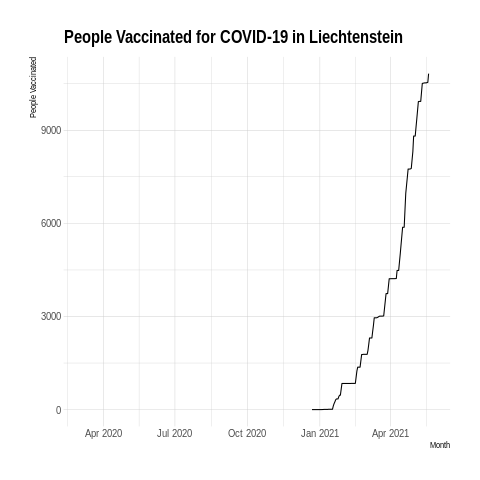 People Vaccinated for COVID-19 in Liechtenstein
People Vaccinated
9000
6000
3000
0
Apr 2020 Jul 2020 Oct 2020 Jan 2021 Apr 2021
Month